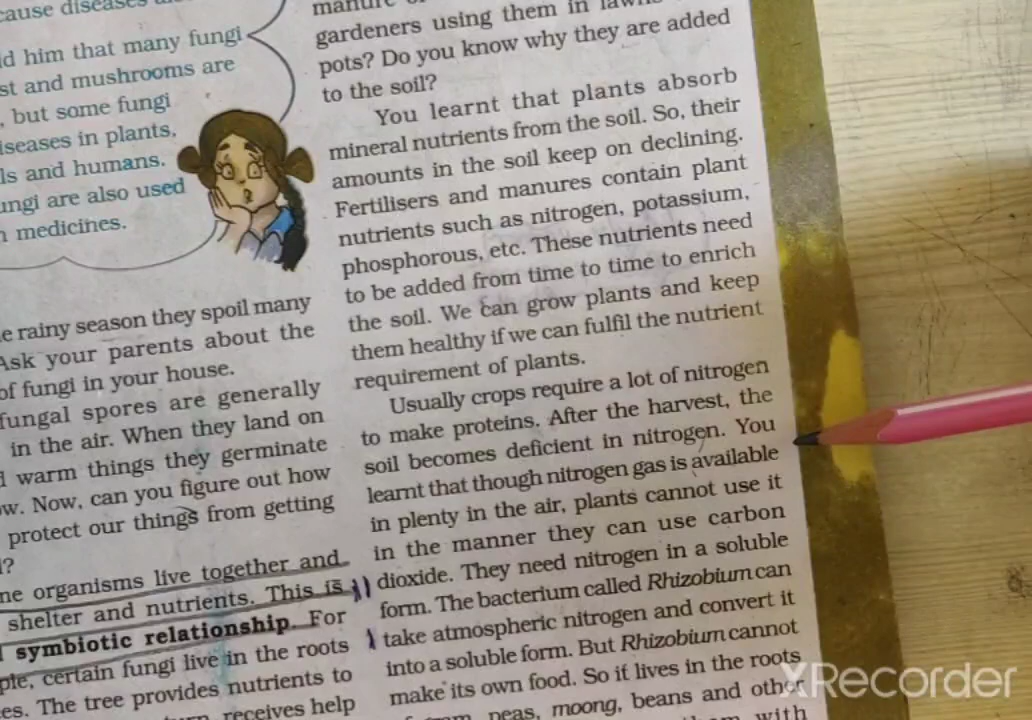 cause diseases
him that many fungi
and mushrooms are
, but some fungi
in plants,
and humans.
are also used
medicines.
rainy season they spoil many
Ask your parents about the
of fungi in your house.
fungal spores are generally
in the air. When they land on
warm things they germinate
Now, can you figure out how
protect our things from getting
?
organisms live together and
shelter and nutrients. This is
symbiotic relationship. For
certain fungi live in the roots
The tree provides nutrients to
receives help
gardeners using them in
pots? Do you know why they are added
to the soil?
You learnt that plants absorb
mineral nutrients from the soil. So, their
amounts in the soil keep on declining.
Fertilisers and manures contain plant
nutrients such as nitrogen, potassium,
phosphorous, etc. These nutrients need
to be added from time to time to enrich
the soil. We can grow plants and keep
them healthy if we can fulfil the nutrient
requirement of plants.
Usually crops require a lot of nitrogen
to make proteins. After the harvest, the
soil becomes deficient in nitrogen. You
learnt that though nitrogen gas is available
in plenty in the air, plants cannot use it
in the manner they can use carbon
dioxide. They need nitrogen in a soluble
form. The bacterium called Rhizobium can
take atmospheric nitrogen and convert it
into a soluble form. But Rhizobium cannot
make its own food. So it lives in the roots
peas, moong, beans and other
with
XRecorder